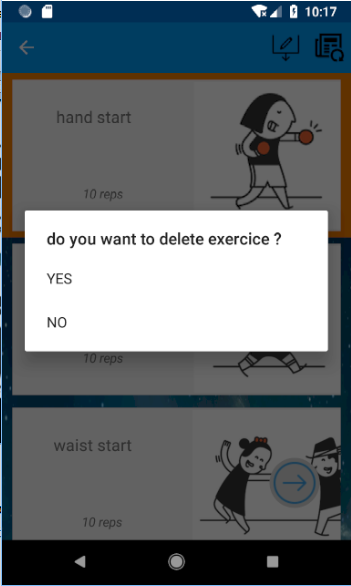 10:17
hand start
10 reps
do you want to delete exercice ?
YES
NO
10 reps
waist start
10 reps